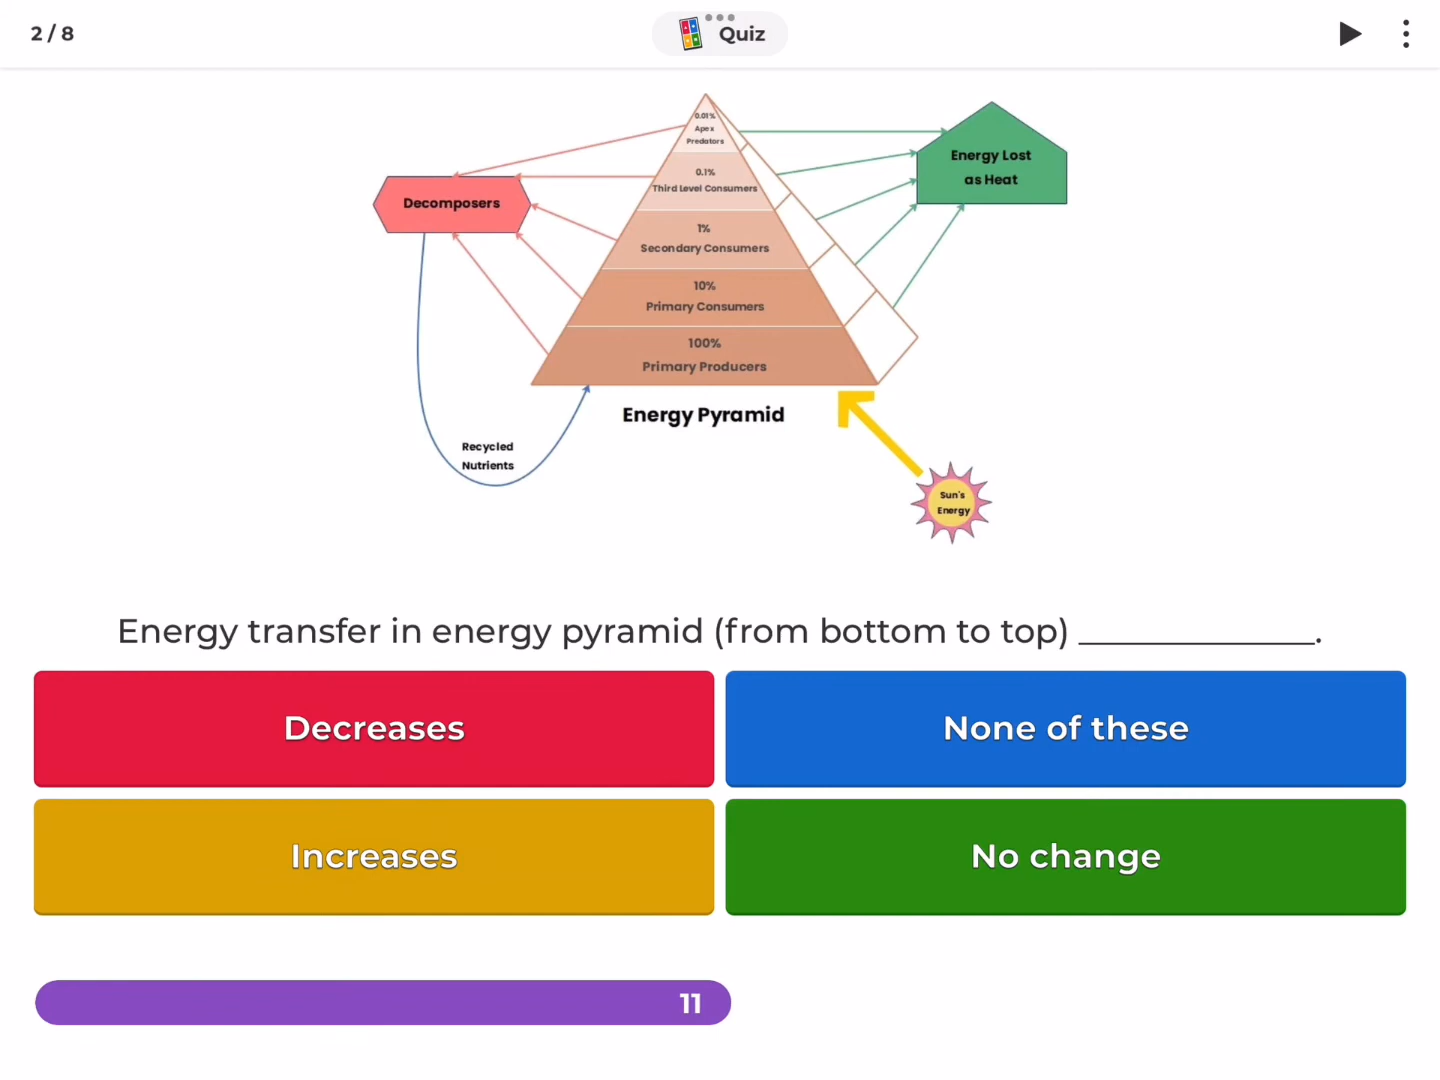 2 / 8
Quiz
0.01%
Apex
Predators
0.1%
Third Level Consumers
1%
Secondary Consumers
10%
Primary Consumers
100%
Primary Producers
Decomposers
Energy Lost
as Heat
Energy Pyramid
Recycled
Nutrients
Sun's
Energy
Energy transfer in energy pyramid (from bottom to top) _____________.
Decreases
None of these
Increases
No change
11